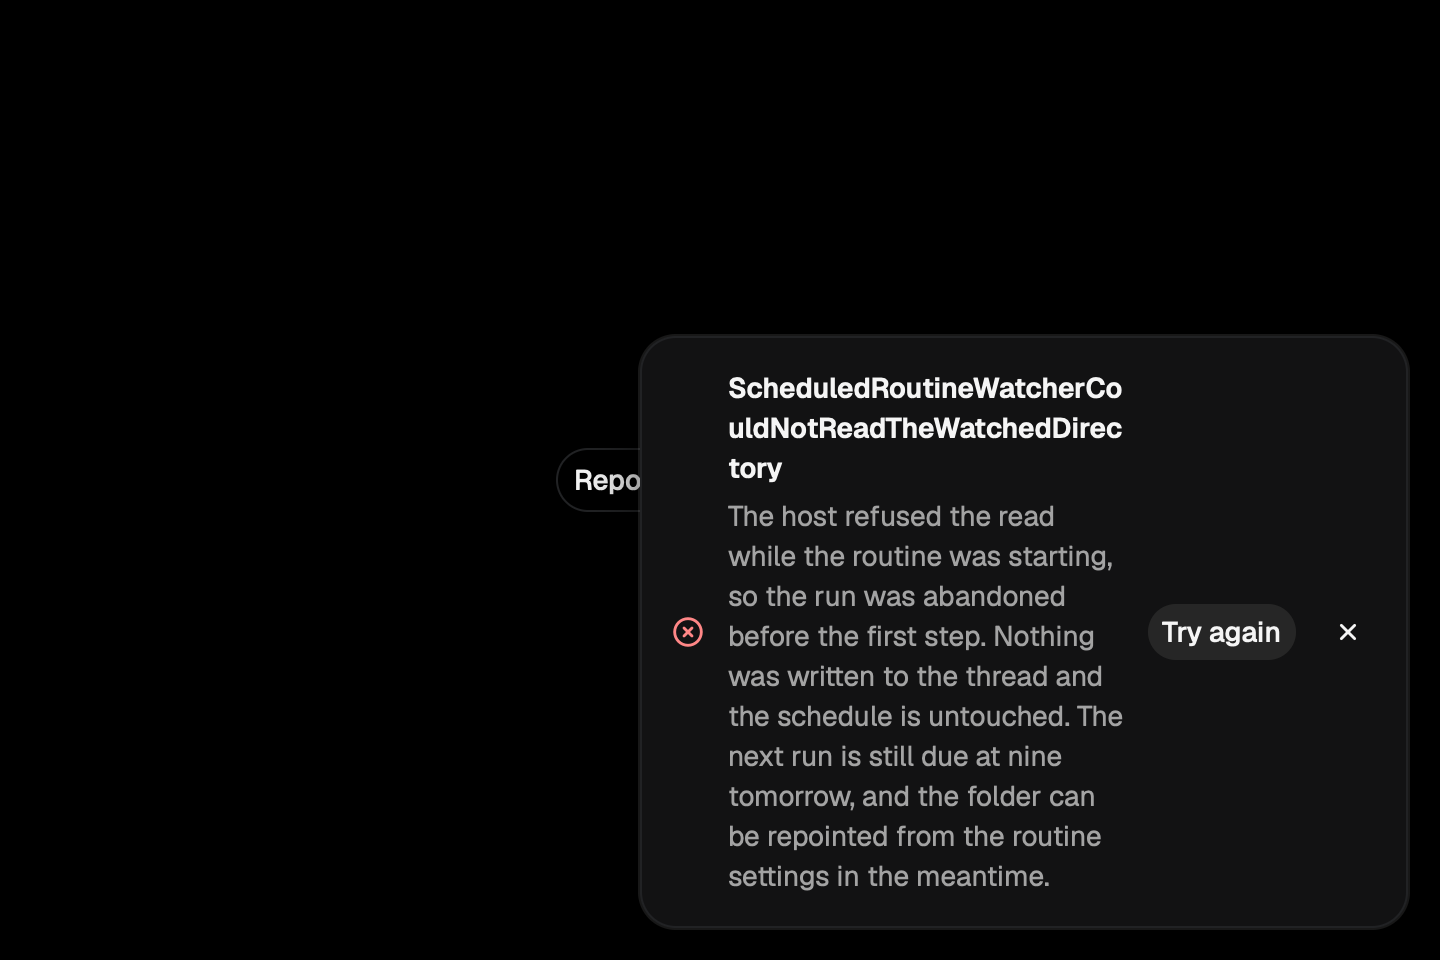 ScheduledRoutineWatcherCo
uldNotReadTheWatchedDirec
tory
The host refused the read
while the routine was starting,
so the run was abandoned
before the first step. Nothing
was written to the thread and
the schedule is untouched. The
next run is still due at nine
tomorrow, and the folder can
be repointed from the routine
settings in the meantime.
Try again
Repo